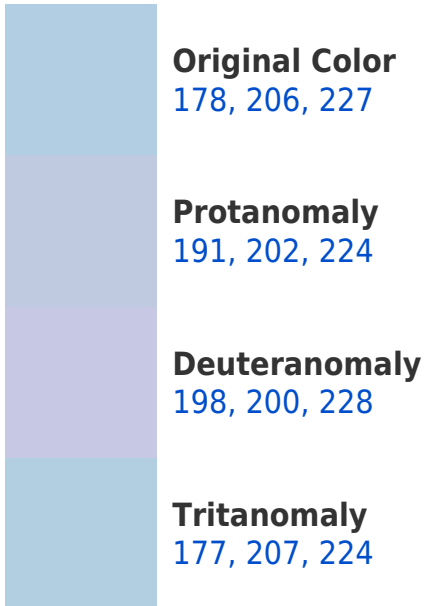 Original Color
178, 206, 227
Protanomaly
191, 202, 224
Deuteranomaly
198, 200, 228
Tritanomaly
177, 207, 224